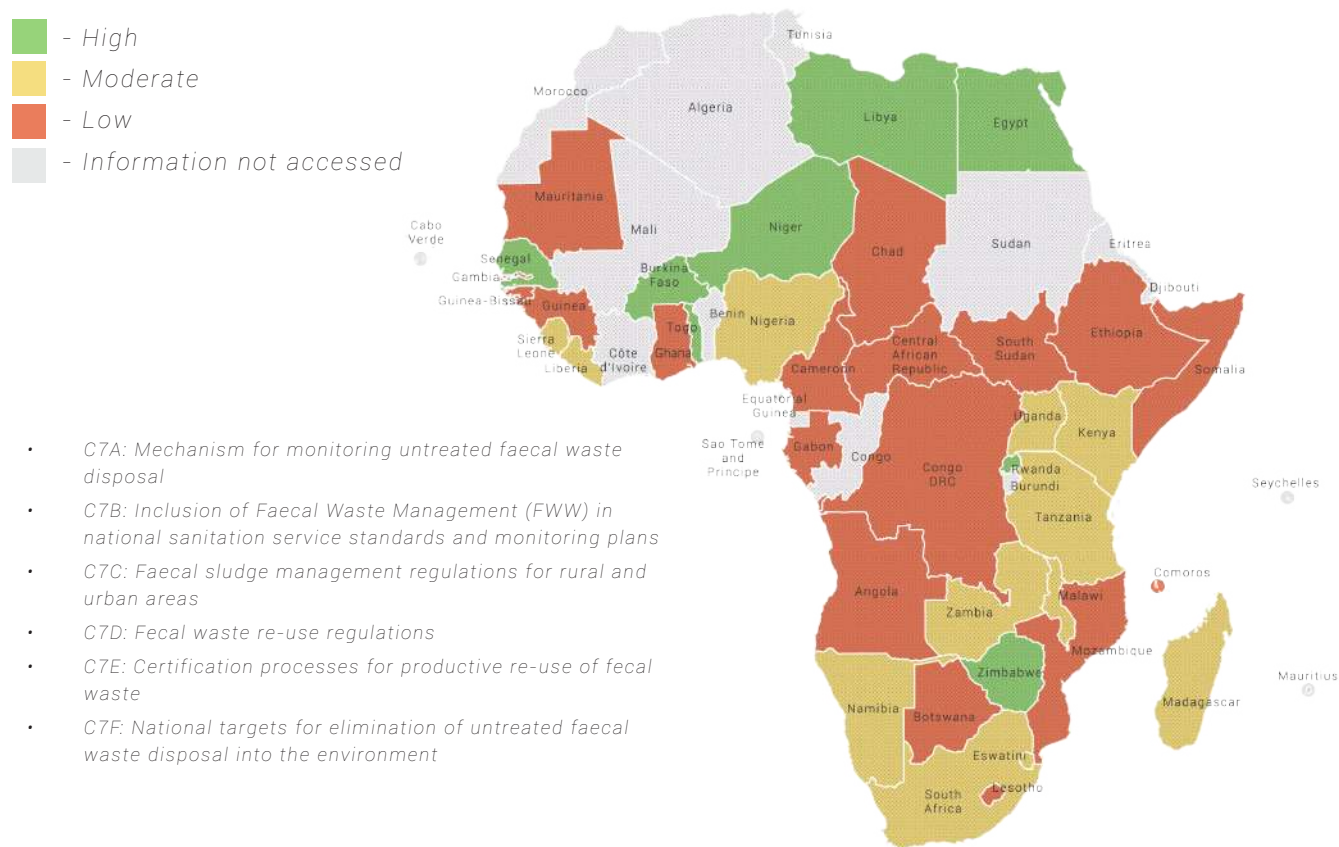 - High
- Moderate
- Low
- Information not accessed
Tunisia
Morocco
Algeria
Libya
Egypt
Mauritania
Mali
Niger
Chad
Sudan
Eritrea
Cabo
Verde
Senegal
Gambia
Guinea-Bissau
Guinea
Burkina
Faso
Djibouti
Sierra
Leone
Liberia
Côte
d'Ivoire
Ghana
Togo
Benin
Nigeria
Cameroon
Central
African
Republic
South
Sudan
Ethiopia
Somalia
Equatorial
Guinea
Sao Tome
and
Principe
Gabon
Congo
Congo
DRC
Uganda
Kenya
Rwanda
Burundi
Tanzania
Seychelles
Comoros
Angola
Zambia
Malawi
Mozambique
Zimbabwe
Namibia
Botswana
Madagascar
Mauritius
Eswatini
South
Africa
Lesotho
• C7A: Mechanism for monitoring untreated faecal waste
disposal
• C7B: Inclusion of Faecal Waste Management (FWW) in
national sanitation service standards and monitoring plans
• C7C: Faecal sludge management regulations for rural and
urban areas
• C7D: Fecal waste re-use regulations
• C7E: Certification processes for productive re-use of fecal
waste
• C7F: National targets for elimination of untreated faecal
waste disposal into the environment